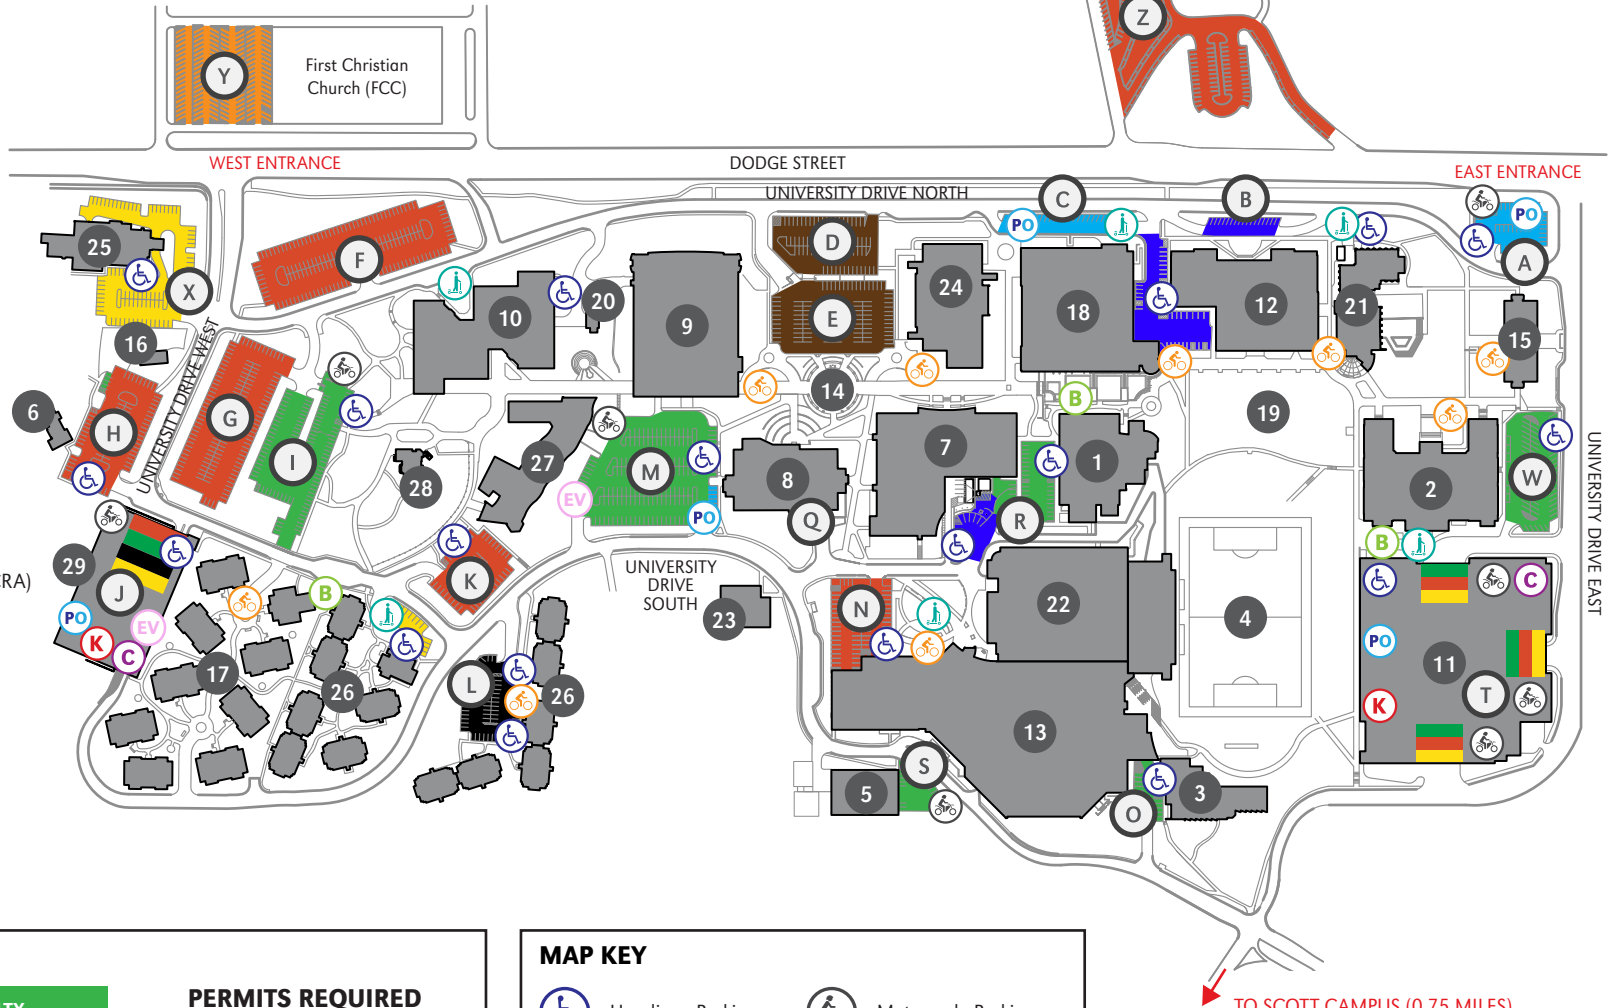 Z
Y
First Christian
Church (FCC)
WEST ENTRANCE
DODGE STREET
EAST ENTRANCE
UNIVERSITY DRIVE NORTH
C
B
PO
PO
25
D
F
A
X
10
20
9
E
24
18
12
21
15
16
UNIVERSITY DRIVE WEST
14
B
6
H
G
I
27
28
M
EV
PO
8
Q
7
R
1
19
2
W
UNIVERSITY DRIVE EAST
B
29
CRA)
J
PO
K
EV
C
B
K
UNIVERSITY
DRIVE
SOUTH
23
N
22
4
C
PO
11
T
K
17
26
L
26
13
5
S
O
3
MAP KEY
PERMITS REQUIRED
TO SCOTT CAMPUS (0.75 MILES)